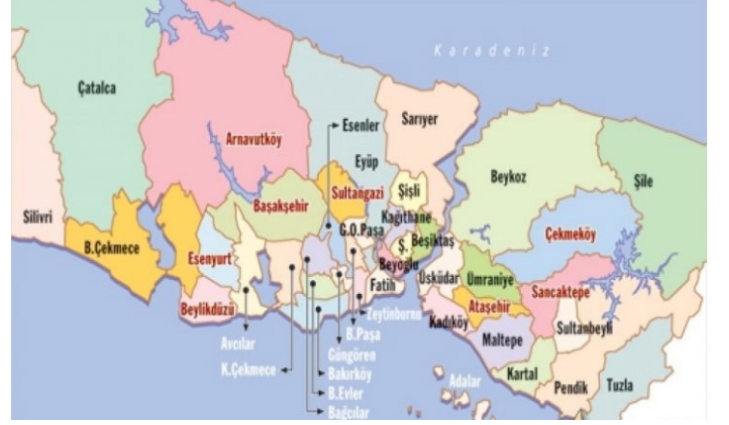 Karadeniz
Çatalca
Arnavutköy
Esenler
Sarıyer
Eyüp
Beykoz
Şile
Silivri
Başakşehir
Sultangazi
Şişli
Kağıthane
B.Çekmece
Esenyurt
G.O.Paşa
Ş.
Beşiktaş
Çekmeköy
Beyoğlu
Üsküdar
Ümraniye
Fatih
Sancaktepe
Beylikdüzü
Ataşehir
Zeytinburnu
Kadıköy
Sultanbeyli
B.Paşa
Maltepe
Avcılar
Güngören
K.Çekmece
Bakırköy
Adalar
Kartal
Pendik
Tuzla
B.Evler
Bağcılar